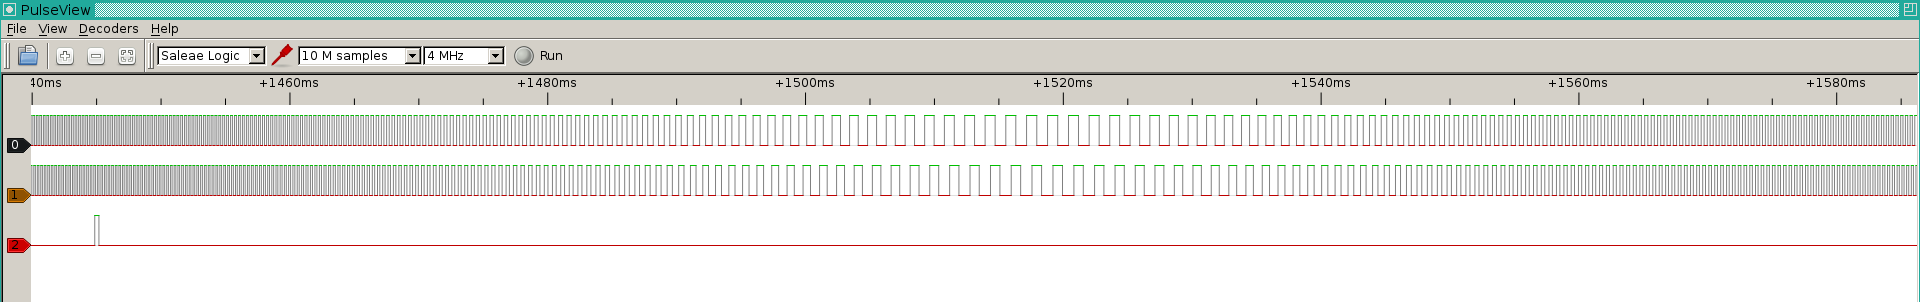 PulseView
File View Decoders Help
Saleae Logic 10 M samples 4 MHz Run
40ms +1460ms +1480ms +1500ms +1520ms +1540ms +1560ms +1580ms
0
1
2